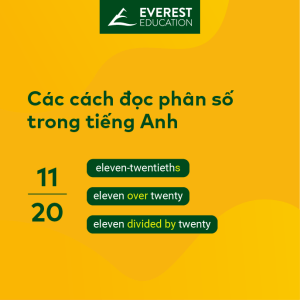 EVEREST
EDUCATION
Các cách đọc phân số
trong tiếng Anh
11
20
eleven-twentieths
eleven over twenty
eleven divided by twenty